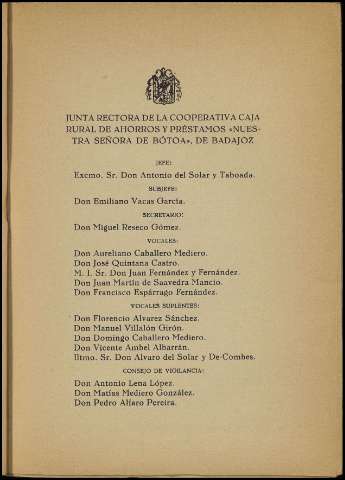 JUNTA RECTORA DE LA COOPERATIVA CAJA
RURAL DE AHORROS Y PRÉSTAMOS «NUES-
TRA SEÑORA DE BÓTOA», DE BADAJOZ
JEFE:
Excmo. Sr. Don Antonio del Solar y Taboada.
SUBJEFE:
Don Emiliano Vacas García.
SECRETARIO:
Don Miguel Reseco Gómez.
VOCALES:
Don Aureliano Caballero Mediero.
Don José Quintana Castro.
M. I. Sr. Don Juan Fernández y Fernández.
Don Juan Martín de Saavedra Mancio.
Don Francisco Espárrago Fernández.
VOCALES SUPLENTES:
Don Florencio Alvarez Sánchez.
Don Manuel Villalón Girón.
Don Domingo Caballero Mediero.
Don Vicente Ambel Albarrán.
Iltmo. Sr. Don Alvaro del Solar y De-Combes.
CONSEJO DE VIGILANCIA:
Don Antonio Lena López.
Don Matías Mediero González.
Don Pedro Alfaro Pereira.